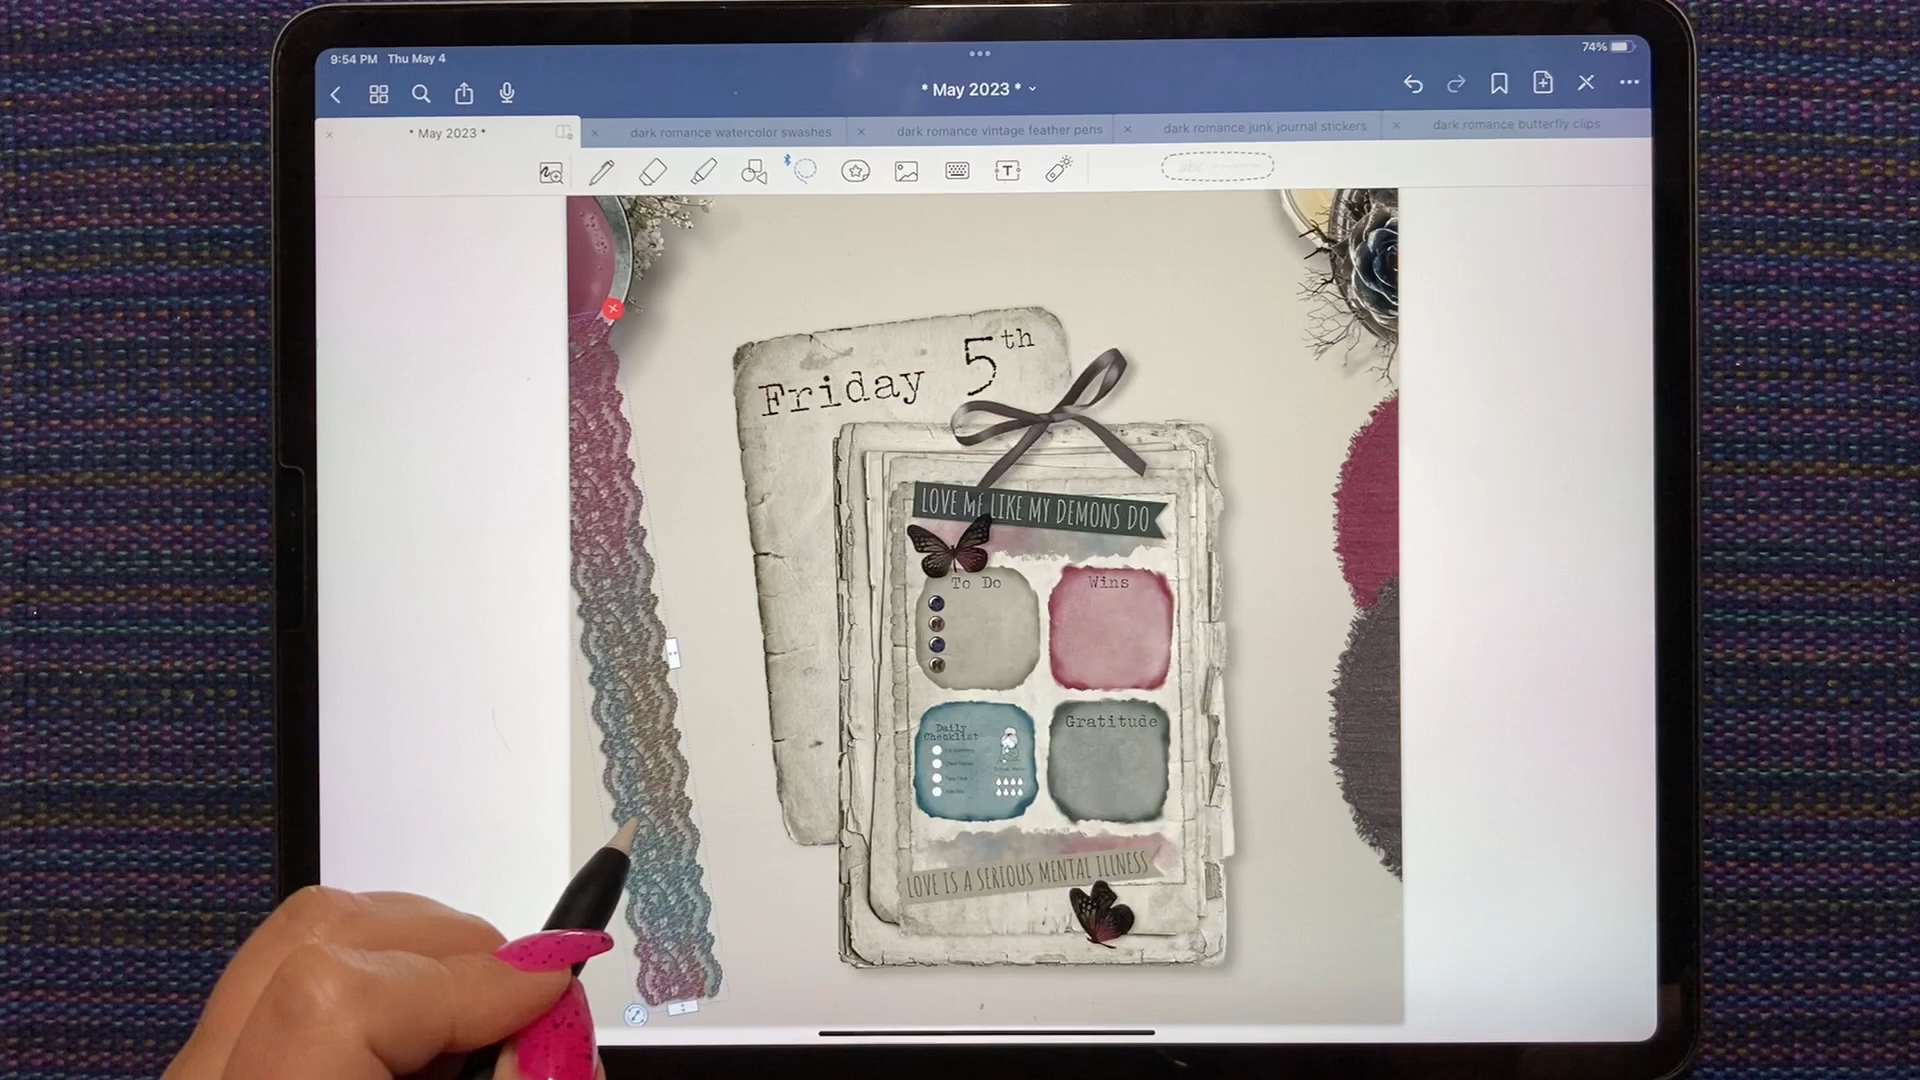 9:54 PM Thu May 4
74%
* May 2023 *
* May 2023 *
dark romance watercolor swashes
dark romance vintage feather pens
dark romance junk journal stickers
dark romance butterfly clips
T
Friday 5th
LOVE ME LIKE MY DEMONS DO
To Do
Wins
Daily
Checklist
Gratitude
LOVE IS A SERIOUS MENTAL ILLNESS